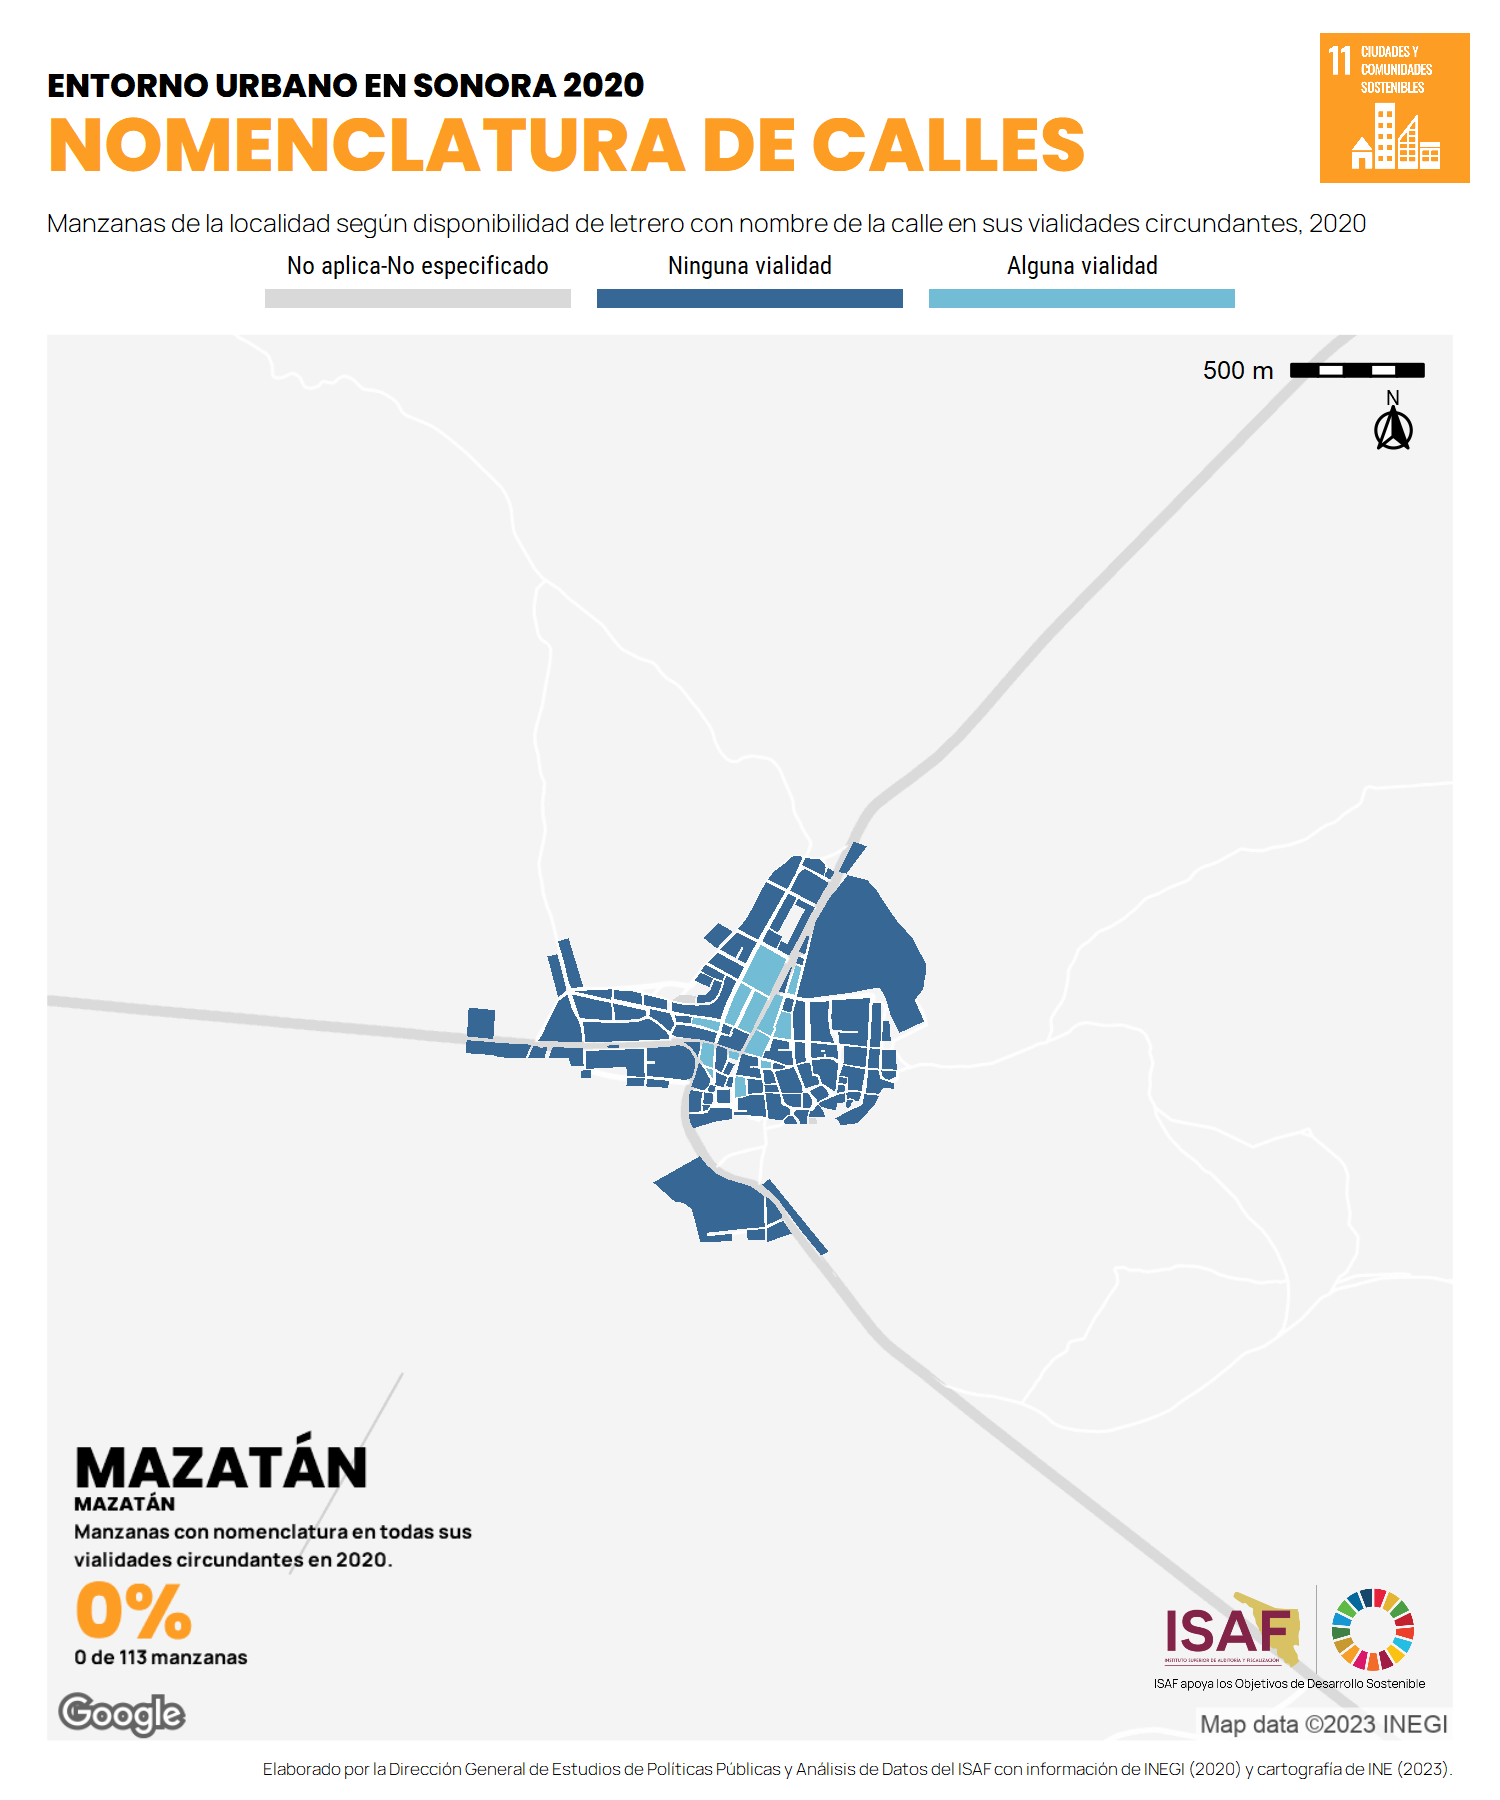 ENTORNO URBANO EN SONORA 2020
NOMENCLATURA DE CALLES
11 CIUDADES Y
COMUNIDADES
SOSTENIBLES
Manzanas de la localidad según disponibilidad de letrero con nombre de la calle en sus vialidades circundantes, 2020
No aplica-No especificado
Ninguna vialidad
Alguna vialidad
500 m
N
MAZATÁN
MAZATÁN
Manzanas con nomenclatura en todas sus
vialidades circundantes en 2020.
0%
0 de 113 manzanas
Google
ISAF
INSTITUTO SUPERIOR DE AUDITORÍA Y FISCALIZACIÓN
ISAF apoya los Objetivos de Desarrollo Sostenible
Map data ©2023 INEGI
Elaborado por la Dirección General de Estudios de Políticas Públicas y Análisis de Datos del ISAF con información de INEGI (2020) y cartografía de INE (2023).